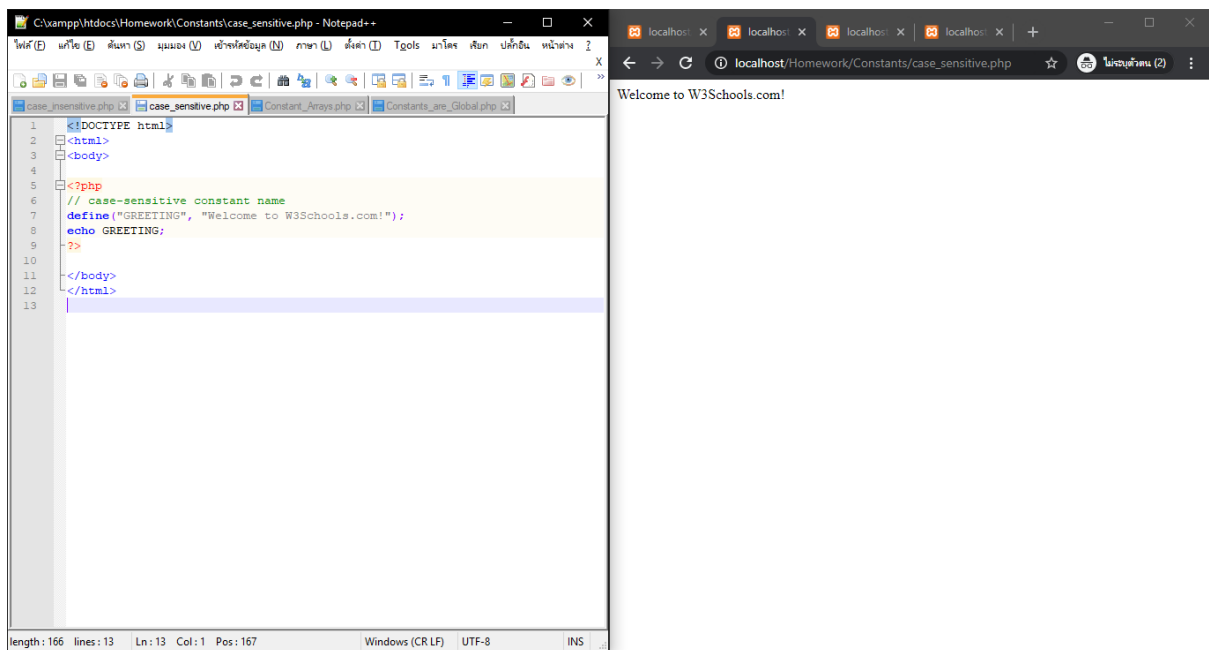 C:\xampp\htdocs\Homework\Constants\case_sensitive.php - Notepad++
ไฟล์ (F) แก้ไข (E) ค้นหา (S) มุมมอง (V) เข้ารหัสข้อมูล (N) ภาษา (L) ตั้งค่า (T) Tools มาโคร เรียก ปลั๊กอิน หน้าต่าง ?
X
case_insensitive.php case_sensitive.php Constant_Arrays.php Constants_are_Global.php
1 <!DOCTYPE html>
2 <html>
3 <body>
4
5 <?php
6 // case-sensitive constant name
7 define("GREETING", "Welcome to W3Schools.com!");
8 echo GREETING;
9 ?>
10
11 </body>
12 </html>
13
length : 166 lines : 13 Ln : 13 Col : 1 Pos : 167 Windows (CR LF) UTF-8 INS
localhost localhost localhost localhost
localhost/Homework/Constants/case_sensitive.php ไม่ระบุตัวตน (2)
Welcome to W3Schools.com!